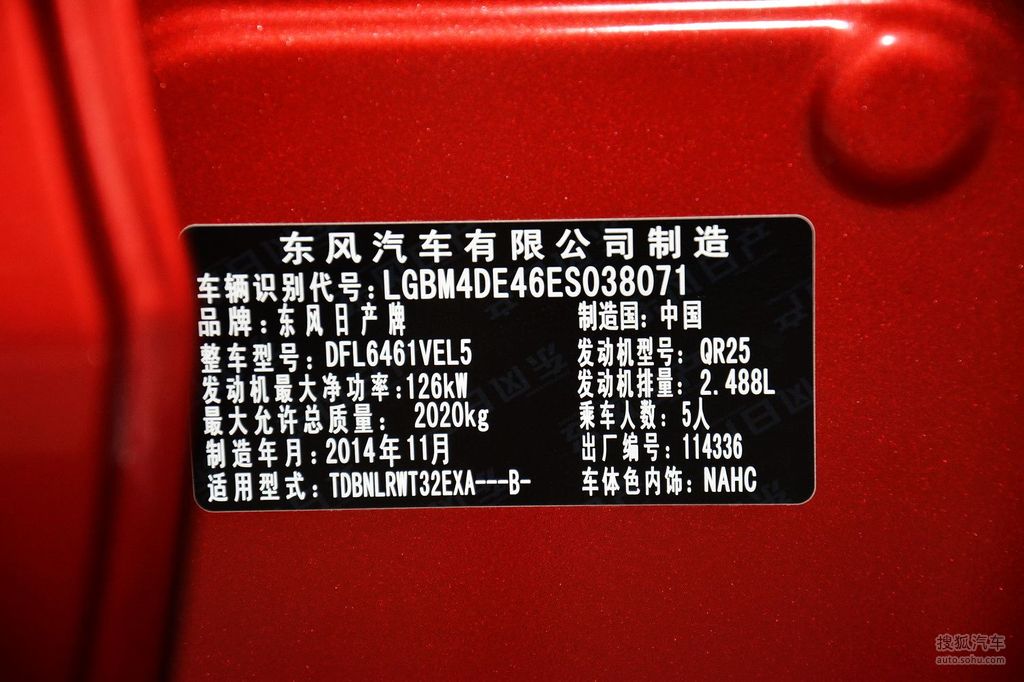 东风汽车有限公司制造
车辆识别代号:LGBM4DE46ES038071
品牌:东风日产牌 制造国:中国
整车型号:DFL6461VEL5 发动机型号:QR25
发动机最大净功率:126kW 发动机排量:2.488L
最大允许总质量: 2020kg 乘车人数:5人
制造年月:2014年11月 出厂编号:114336
适用型式:TDBNLRWT32EXA---B- 车体色内饰:NAHC
搜狐汽车
auto.sohu.com